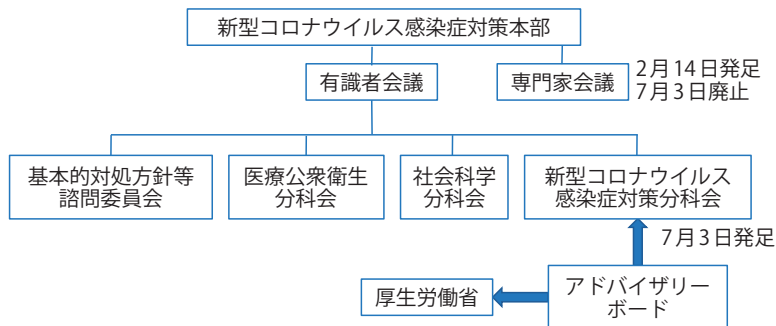 新型コロナウイルス感染症対策本部
有識者会議
専門家会議
2月14日発足
7月3日廃止
基本的対処方針等
諮問委員会
医療公衆衛生
分科会
社会科学
分科会
新型コロナウイルス
感染症対策分科会
7月3日発足
厚生労働省
アドバイザリー
ボード